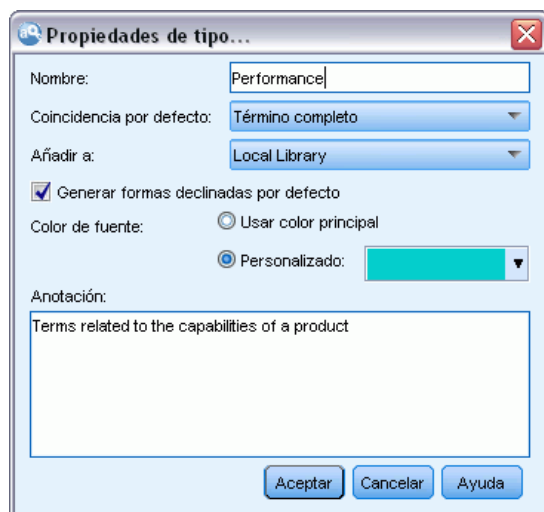 Propiedades de tipo...
Nombre: Performance
Coincidencia por defecto: Término completo
Añadir a: Local Library
Generar formas declinadas por defecto
Color de fuente: Usar color principal
Personalizado:
Anotación:
Terms related to the capabilities of a product
Aceptar Cancelar Ayuda